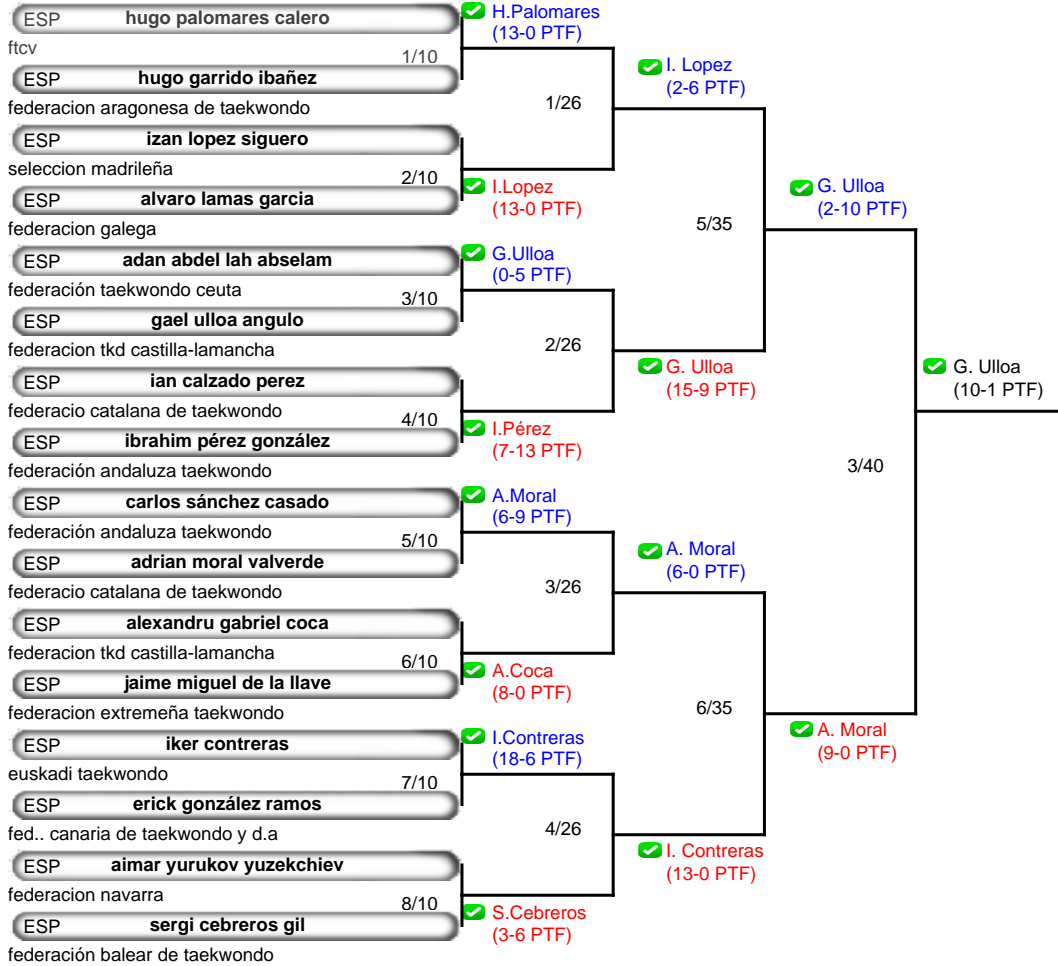 ESP hugo palomares calero
ftcv
1/10
ESP hugo garrido ibañez
federacion aragonesa de taekwondo
ESP izan lopez siguero
seleccion madrileña
2/10
ESP alvaro lamas garcia
federacion galega
ESP adan abdel lah abselam
federación taekwondo ceuta
3/10
ESP gael ulloa angulo
federacion tkd castilla-lamancha
ESP ian calzado perez
federacio catalana de taekwondo
4/10
ESP ibrahim pérez gonzález
federación andaluza taekwondo
ESP carlos sánchez casado
federación andaluza taekwondo
5/10
ESP adrian moral valverde
federacio catalana de taekwondo
ESP alexandru gabriel coca
federacion tkd castilla-lamancha
6/10
ESP jaime miguel de la llave
federacion extremeña taekwondo
ESP iker contreras
euskadi taekwondo
7/10
ESP erick gonzález ramos
fed.. canaria de taekwondo y d.a
ESP aimar yurukov yuzekchiev
federacion navarra
8/10
ESP sergi cebreros gil
federación balear de taekwondo
H.Palomares
(13-0 PTF)
1/26
I.Lopez
(13-0 PTF)
G.Ulloa
(0-5 PTF)
2/26
I.Pérez
(7-13 PTF)
A.Moral
(6-9 PTF)
3/26
A.Coca
(8-0 PTF)
I.Contreras
(18-6 PTF)
4/26
S.Cebreros
(3-6 PTF)
I. Lopez
(2-6 PTF)
5/35
G. Ulloa
(15-9 PTF)
A. Moral
(6-0 PTF)
6/35
I. Contreras
(13-0 PTF)
G. Ulloa
(2-10 PTF)
3/40
A. Moral
(9-0 PTF)
G. Ulloa
(10-1 PTF)